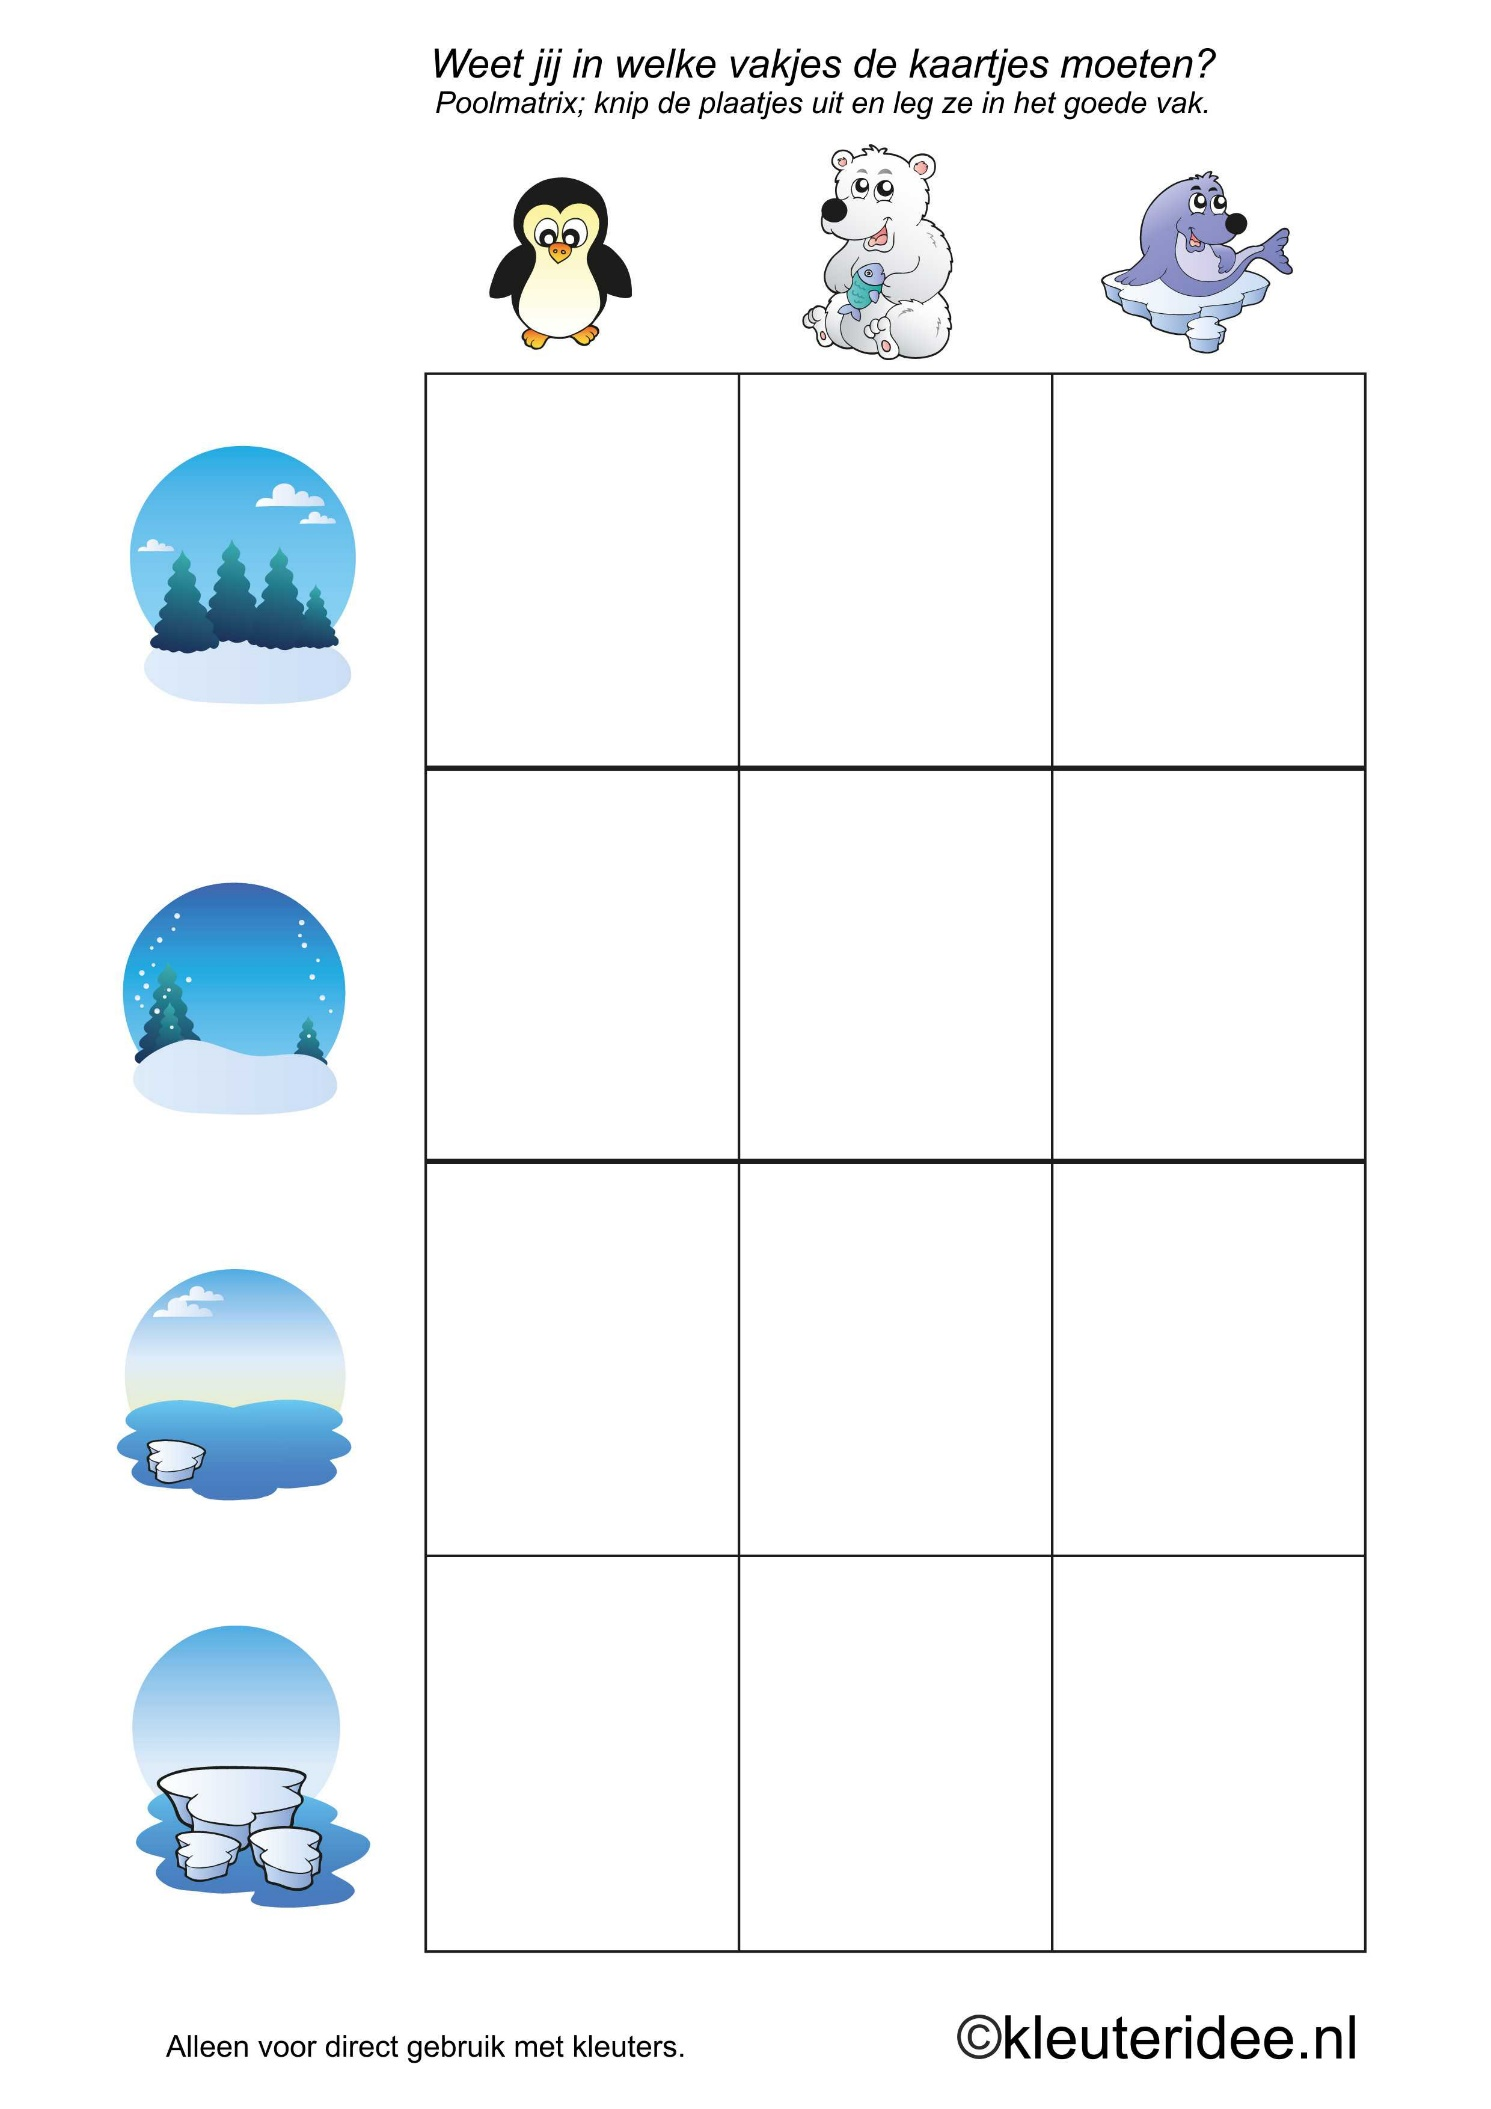 Weet jij in welke vakjes de kaartjes moeten?
Poolmatrix; knip de plaatjes uit en leg ze in het goede vak.
Alleen voor direct gebruik met kleuters.
©kleuteridee.nl